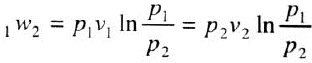 ₁w₂ = p₁v₁ ln p₁/p₂ = p₂v₂ ln p₁/p₂